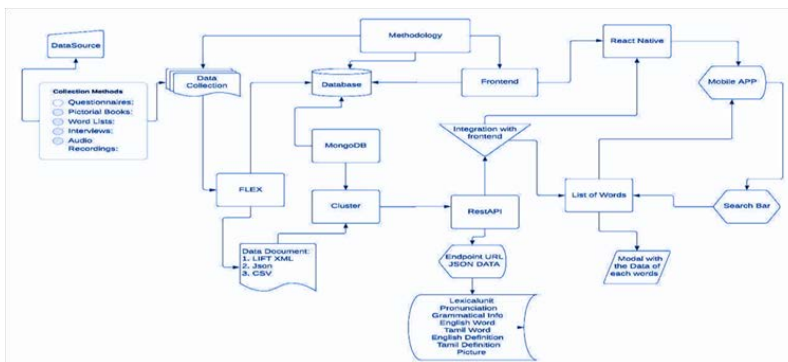 Methodology
DataSource
React Native
Data
Collection
Database
Frontend
Mobile APP
Collection Methods
Questionnaires:
Pictorial Books:
Word Lists:
Interviews:
Audio
Recordings:
Integration with
frontend
MongoDB
FLEX
List of Words
Cluster
RestAPI
Search Bar
Data Document:
1. LIFT XML
2. Json
3. CSV
Endpoint URL
JSON DATA
Modal with
the Data of
each words
Lexicalunit
Pronunciation
Grammatical Info
English Word
Tamil Word
English Definition
Tamil Definition
Picture